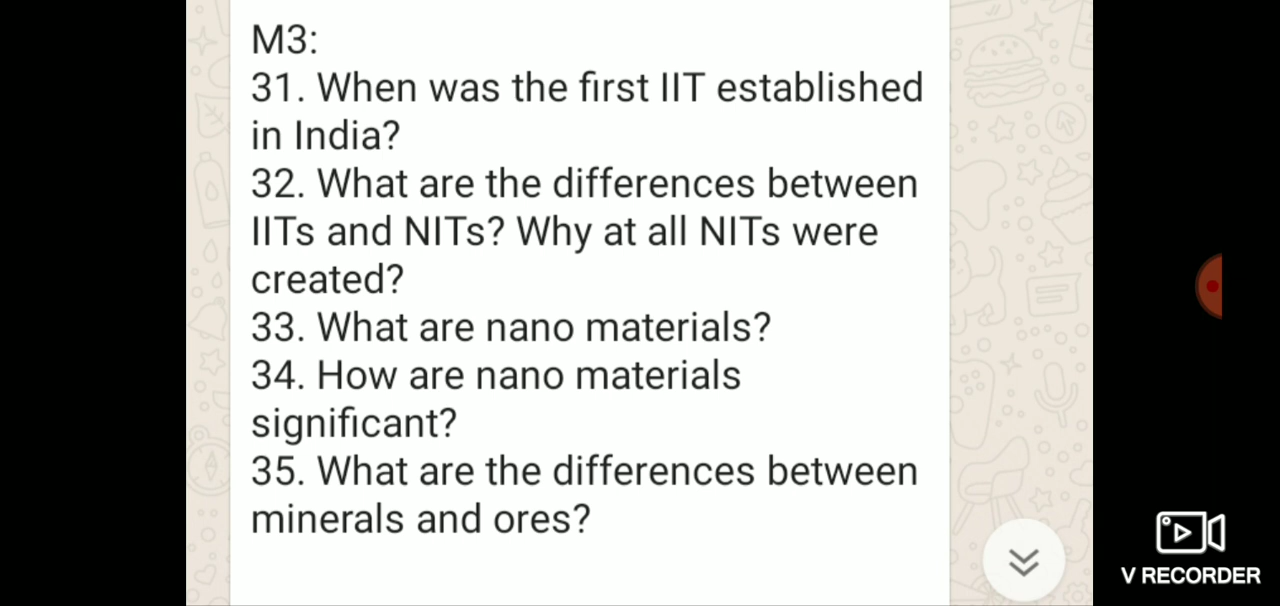 M3:
31. When was the first IIT established
in India?
32. What are the differences between
IITs and NITs? Why at all NITs were
created?
33. What are nano materials?
34. How are nano materials
significant?
35. What are the differences between
minerals and ores?
V RECORDER